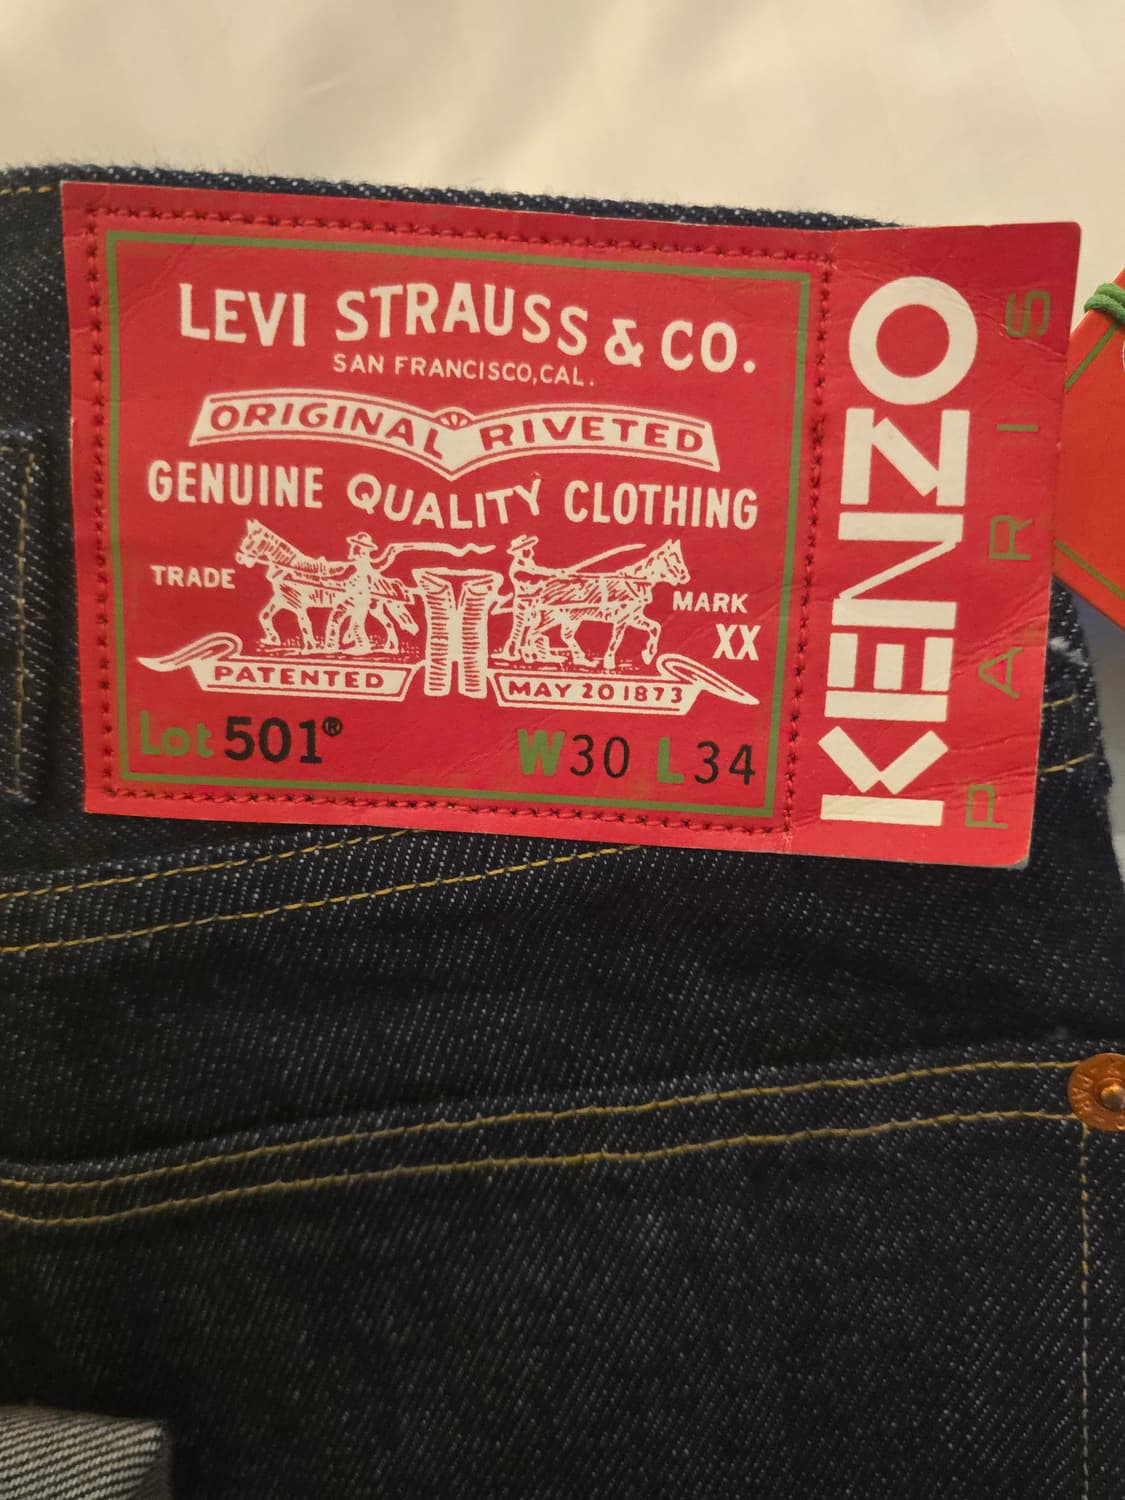 LEVI STRAUSS & CO.
SAN FRANCISCO, CAL.
ORIGINAL RIVETED
GENUINE QUALITY CLOTHING
TRADE MARK
XX
PATENTED MAY 20 1873
Lot 501® W30 L34
KENZO
PARIS